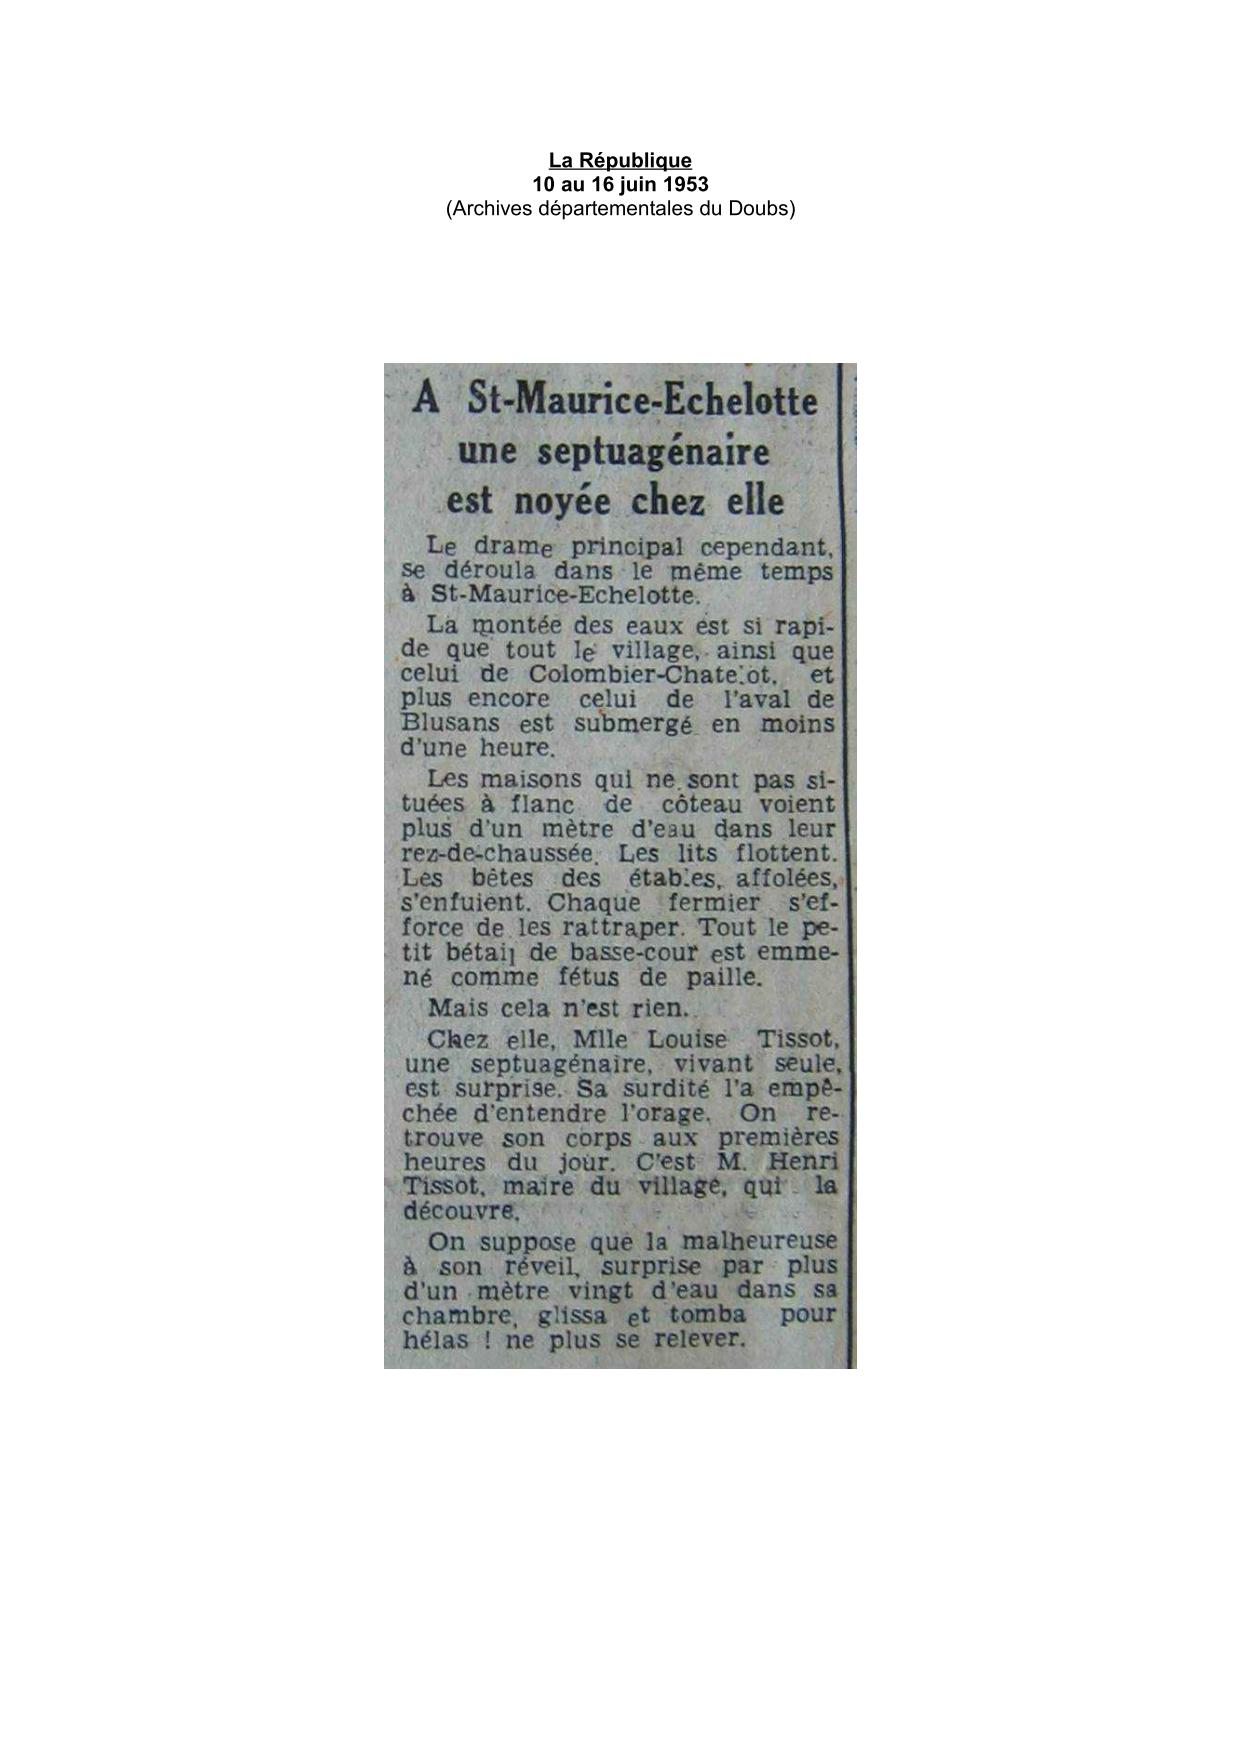 La République
10 au 16 juin 1953
(Archives départementales du Doubs)
A St-Maurice-Echelotte
une septuagénaire
est noyée chez elle
Le drame principal cependant,
se déroula dans le même temps
à St-Maurice-Echelotte.
La montée des eaux est si rapi-
de que tout le village, ainsi que
celui de Colombier-Chatelot, et
plus encore celui de l'aval de
Blusans est submergé en moins
d'une heure.
Les maisons qui ne sont pas si-
tuées à flanc de côteau voient
plus d'un mètre d'eau dans leur
rez-de-chaussée. Les lits flottent.
Les bêtes des étables, affolées,
s'enfuient. Chaque fermier s'ef-
force de les rattraper. Tout le pe-
tit bétail de basse-cour est emme-
né comme fétus de paille.
Mais cela n'est rien.
Chez elle, Mlle Louise Tissot,
une septuagénaire, vivant seule,
est surprise. Sa surdité l'a empê-
chée d'entendre l'orage. On re-
trouve son corps aux premières
heures du jour. C'est M. Henri
Tissot, maire du village, qui la
découvre.
On suppose que la malheureuse
à son réveil, surprise par plus
d'un mètre vingt d'eau dans sa
chambre, glissa et tomba pour
hélas ! ne plus se relever.